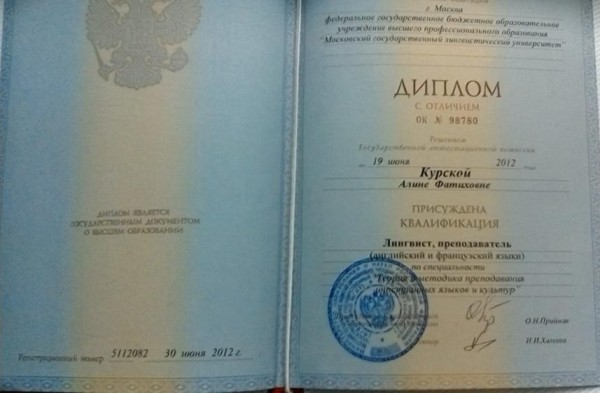 ДИПЛОМ ЯВЛЯЕТСЯ
ГОСУДАРСТВЕННЫМ ДОКУМЕНТОМ
О ВЫСШЕМ ОБРАЗОВАНИИ
Регистрационный номер 5112082 30 июня 2012 г.
г Москва
федеральное государственное бюджетное образовательное
учреждение высшего профессионального образования
"Московский государственный лингвистический университет"
ДИПЛОМ
С ОТЛИЧИЕМ
ОК № 98780
Решением
Государственной аттестационной комиссии
от 19 июня 2012 г.
Курской
Алине Фатиховне
ПРИСУЖДЕНА
КВАЛИФИКАЦИЯ
Лингвист, преподаватель
(английский и французский языки)
по специальности
"Теория и методика преподавания
иностранных языков и культур"
И.И.Халеева